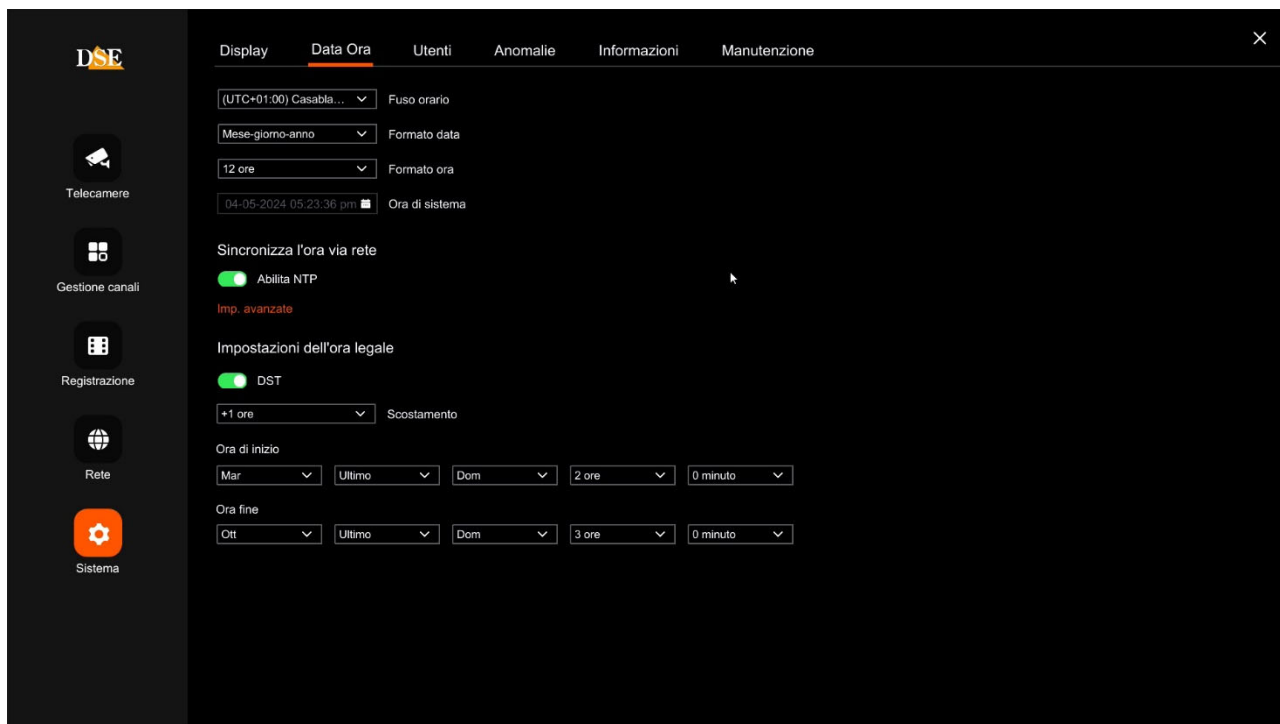 DSE
Display Data Ora Utenti Anomalie Informazioni Manutenzione
(UTC+01:00) Casabla... Fuso orario
Mese-giorno-anno Formato data
12 ore Formato ora
04-05-2024 05:23:36 pm Ora di sistema
Telecamere
Sincronizza l'ora via rete
Abilita NTP
Gestione canali
Imp. avanzate
Impostazioni dell'ora legale
DST
Registrazione
+1 ore Scostamento
Ora di inizio
Mar Ultimo Dom 2 ore 0 minuto
Rete
Ora fine
Ott Ultimo Dom 3 ore 0 minuto
Sistema